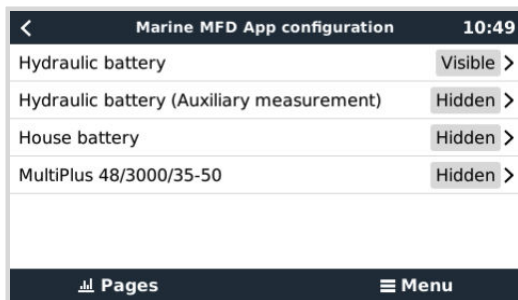 Marine MFD App configuration 10:49
Hydraulic battery Visible
Hydraulic battery (Auxiliary measurement) Hidden
House battery Hidden
MultiPlus 48/3000/35-50 Hidden
Pages Menu